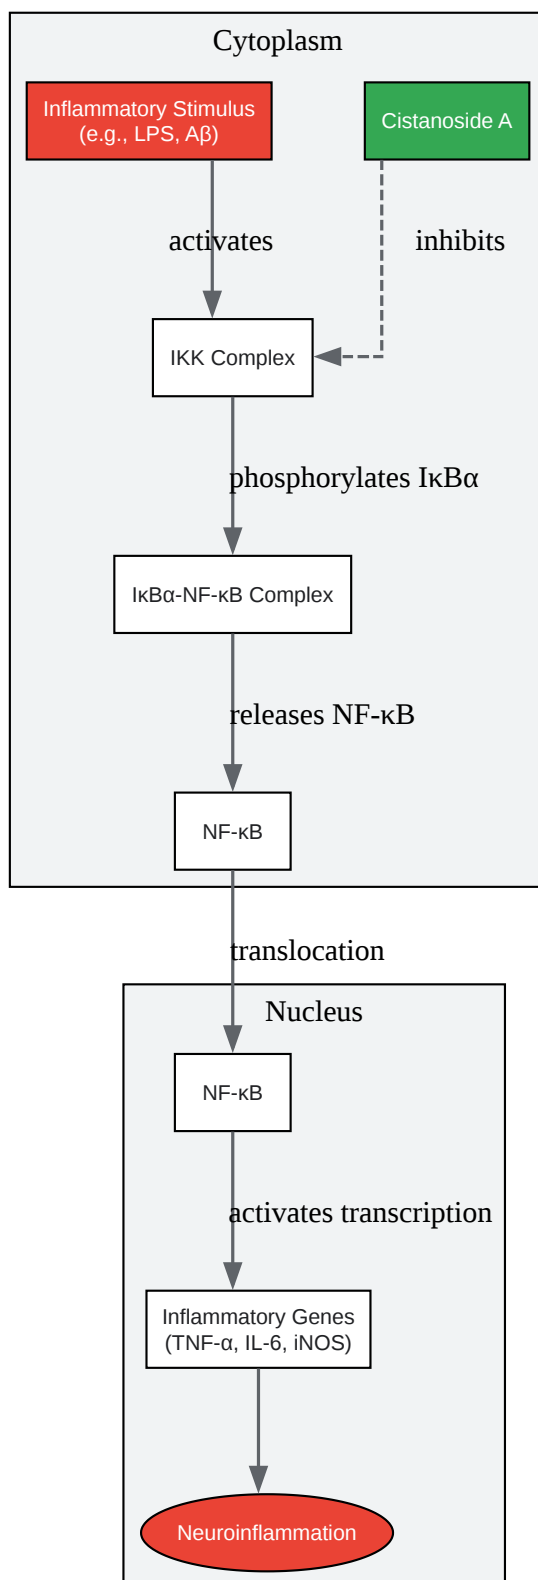 Cytoplasm
Inflammatory Stimulus
(e.g., LPS, Aβ)
Cistanoside A
activates
inhibits
IKK Complex
phosphorylates IκBα
IκBα-NF-κB Complex
releases NF-κB
NF-κB
translocation
Nucleus
NF-κB
activates transcription
Inflammatory Genes
(TNF-α, IL-6, iNOS)
Neuroinflammation